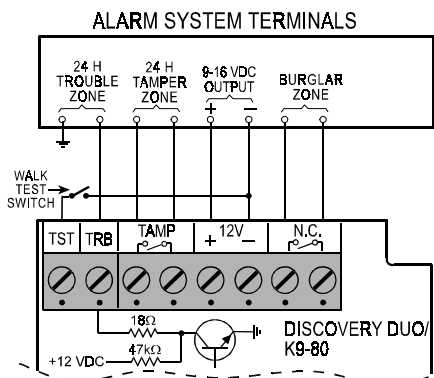 ALARM SYSTEM TERMINALS
24 H
TROUBLE
ZONE
24 H
TAMPER
ZONE
9-16 VDC
OUTPUT
+ −
BURGLAR
ZONE
WALK
TEST
SWITCH
TST
TRB
TAMP
+ 12V −
N.C.
18Ω
47kΩ
+12 VDC
DISCOVERY DUO/
K9-80